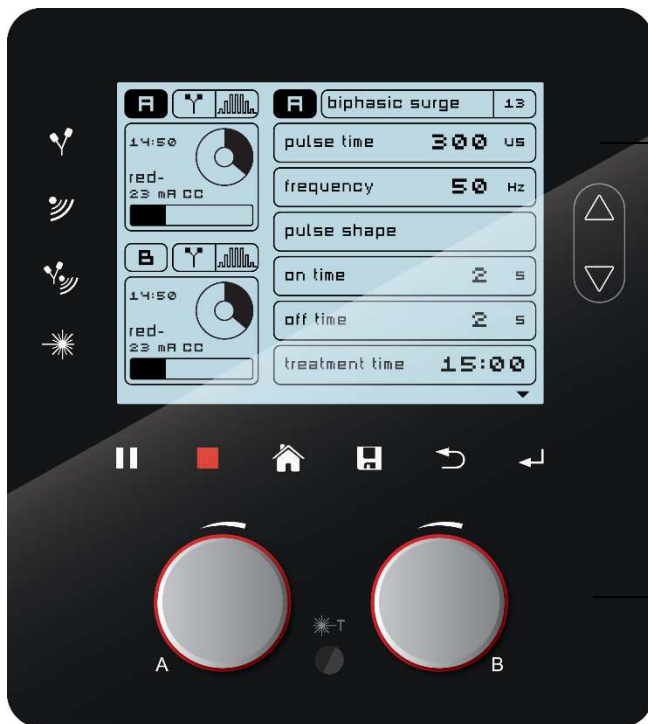 A
14:50
red-
23 mA CC
B
14:50
red-
23 mA CC
A biphasic surge 13
pulse time 300 us
frequency 50 Hz
pulse shape
on time 2 s
off time 2 s
treatment time 15:00
T
A
B